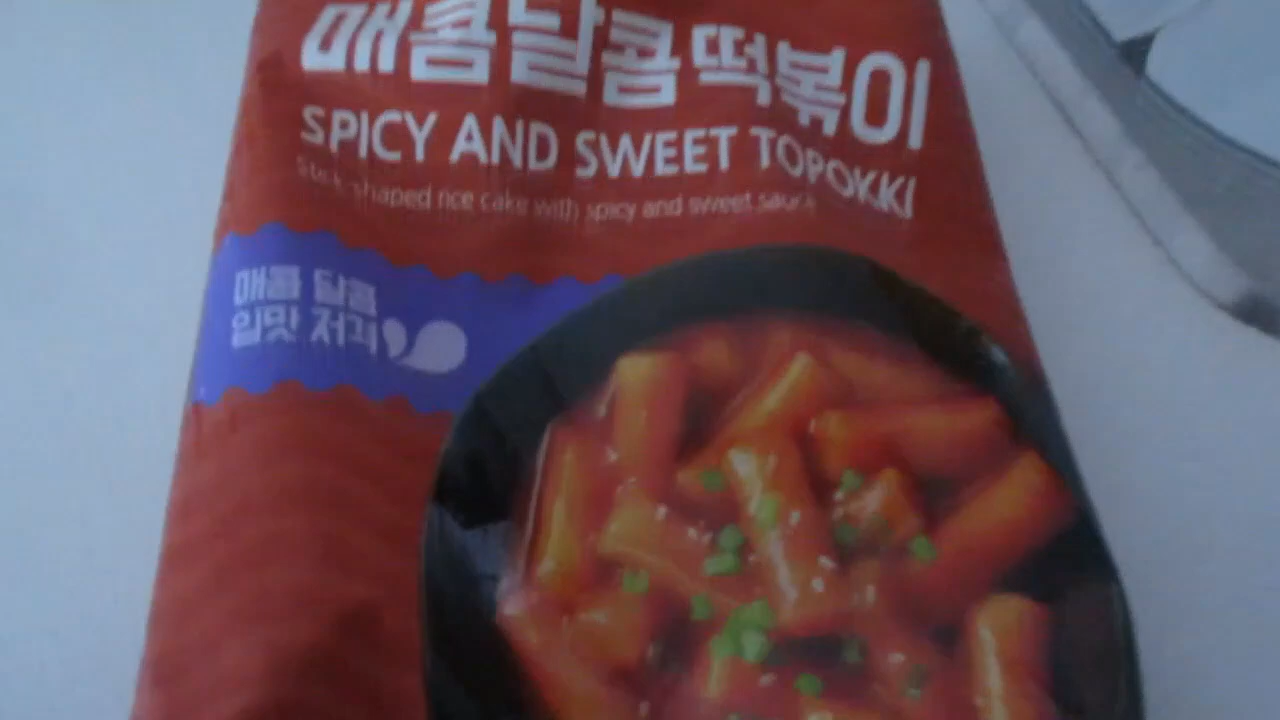 매콤달콤떡볶이
SPICY AND SWEET TOPOKKI
Stick shaped rice cake with spicy and sweet sauce
매콤 달콤
입맛 저격